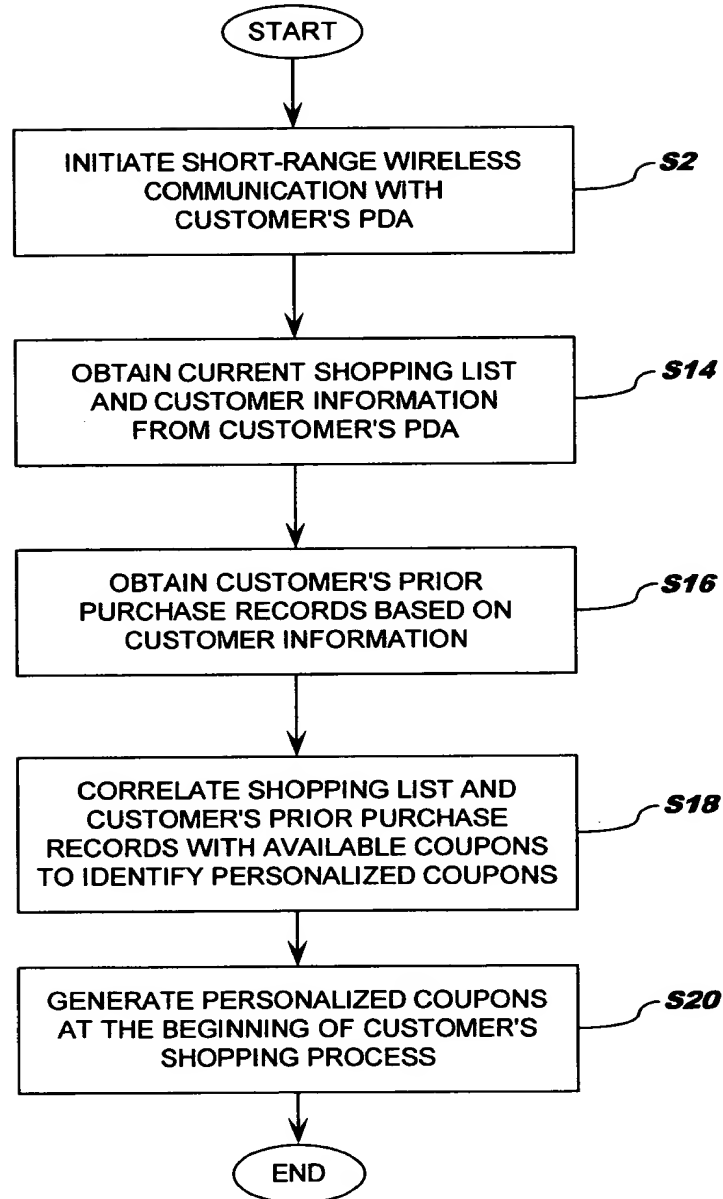 START
INITIATE SHORT-RANGE WIRELESS
COMMUNICATION WITH
CUSTOMER'S PDA
S2
OBTAIN CURRENT SHOPPING LIST
AND CUSTOMER INFORMATION
FROM CUSTOMER'S PDA
S14
OBTAIN CUSTOMER'S PRIOR
PURCHASE RECORDS BASED ON
CUSTOMER INFORMATION
S16
CORRELATE SHOPPING LIST AND
CUSTOMER'S PRIOR PURCHASE
RECORDS WITH AVAILABLE COUPONS
TO IDENTIFY PERSONALIZED COUPONS
S18
GENERATE PERSONALIZED COUPONS
AT THE BEGINNING OF CUSTOMER'S
SHOPPING PROCESS
S20
END